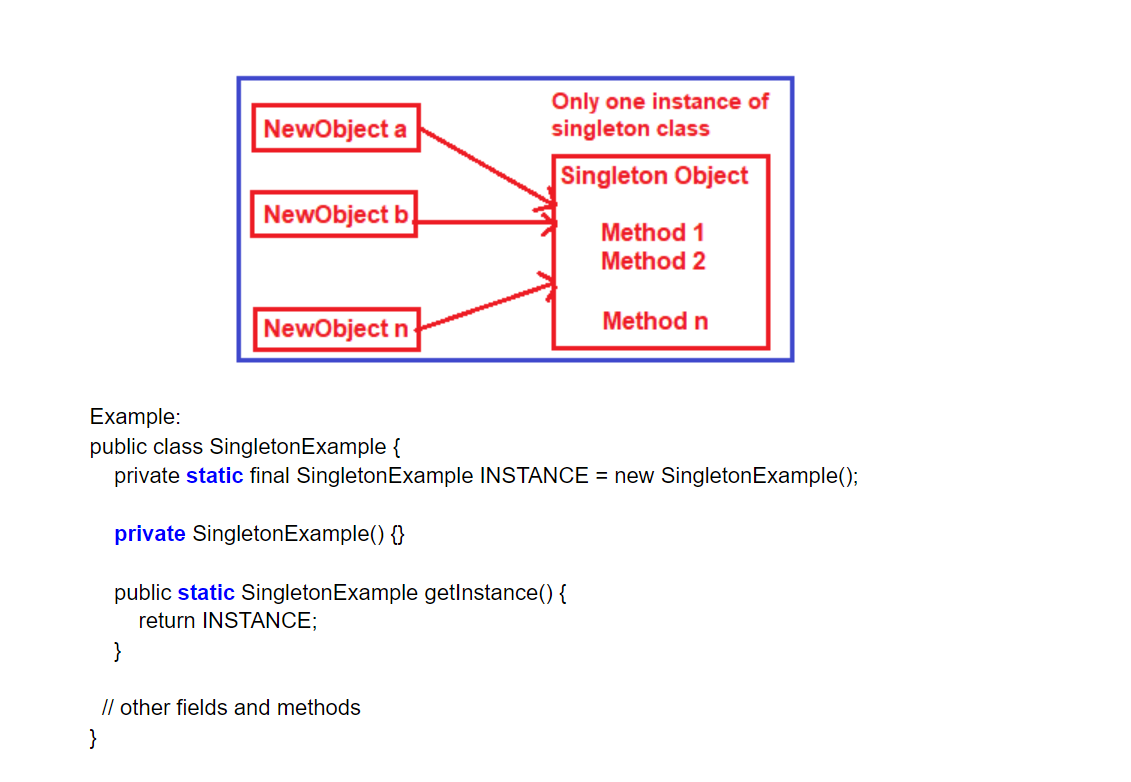 NewObject a
NewObject b
NewObject n
Only one instance of
singleton class
Singleton Object
Method 1
Method 2
Method n
Example:
public class SingletonExample {
private static final SingletonExample INSTANCE = new SingletonExample();
private SingletonExample() {}
public static SingletonExample getInstance() {
return INSTANCE;
}
// other fields and methods
}